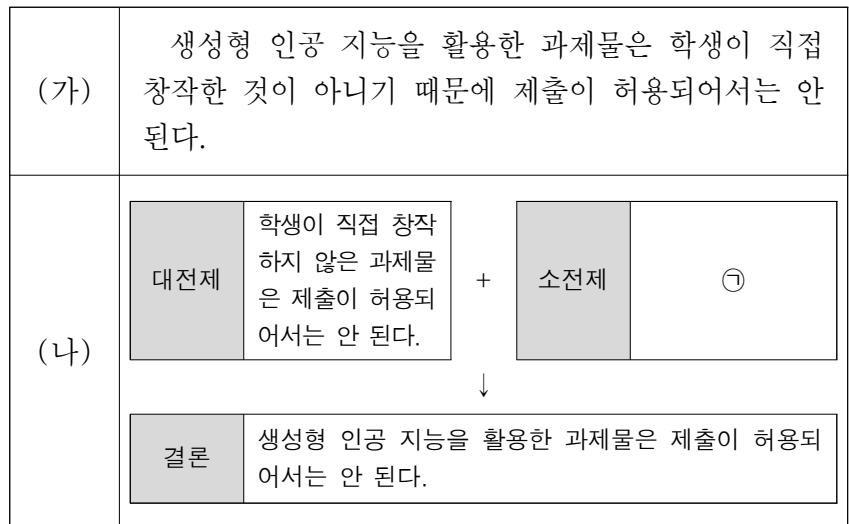 (가)
생성형 인공 지능을 활용한 과제물은 학생이 직접
창작한 것이 아니기 때문에 제출이 허용되어서는 안
된다.
(나)
대전제
학생이 직접 창작
하지 않은 과제물
은 제출이 허용되
어서는 안 된다.
+
소전제
㉠
↓
결론
생성형 인공 지능을 활용한 과제물은 제출이 허용되
어서는 안 된다.